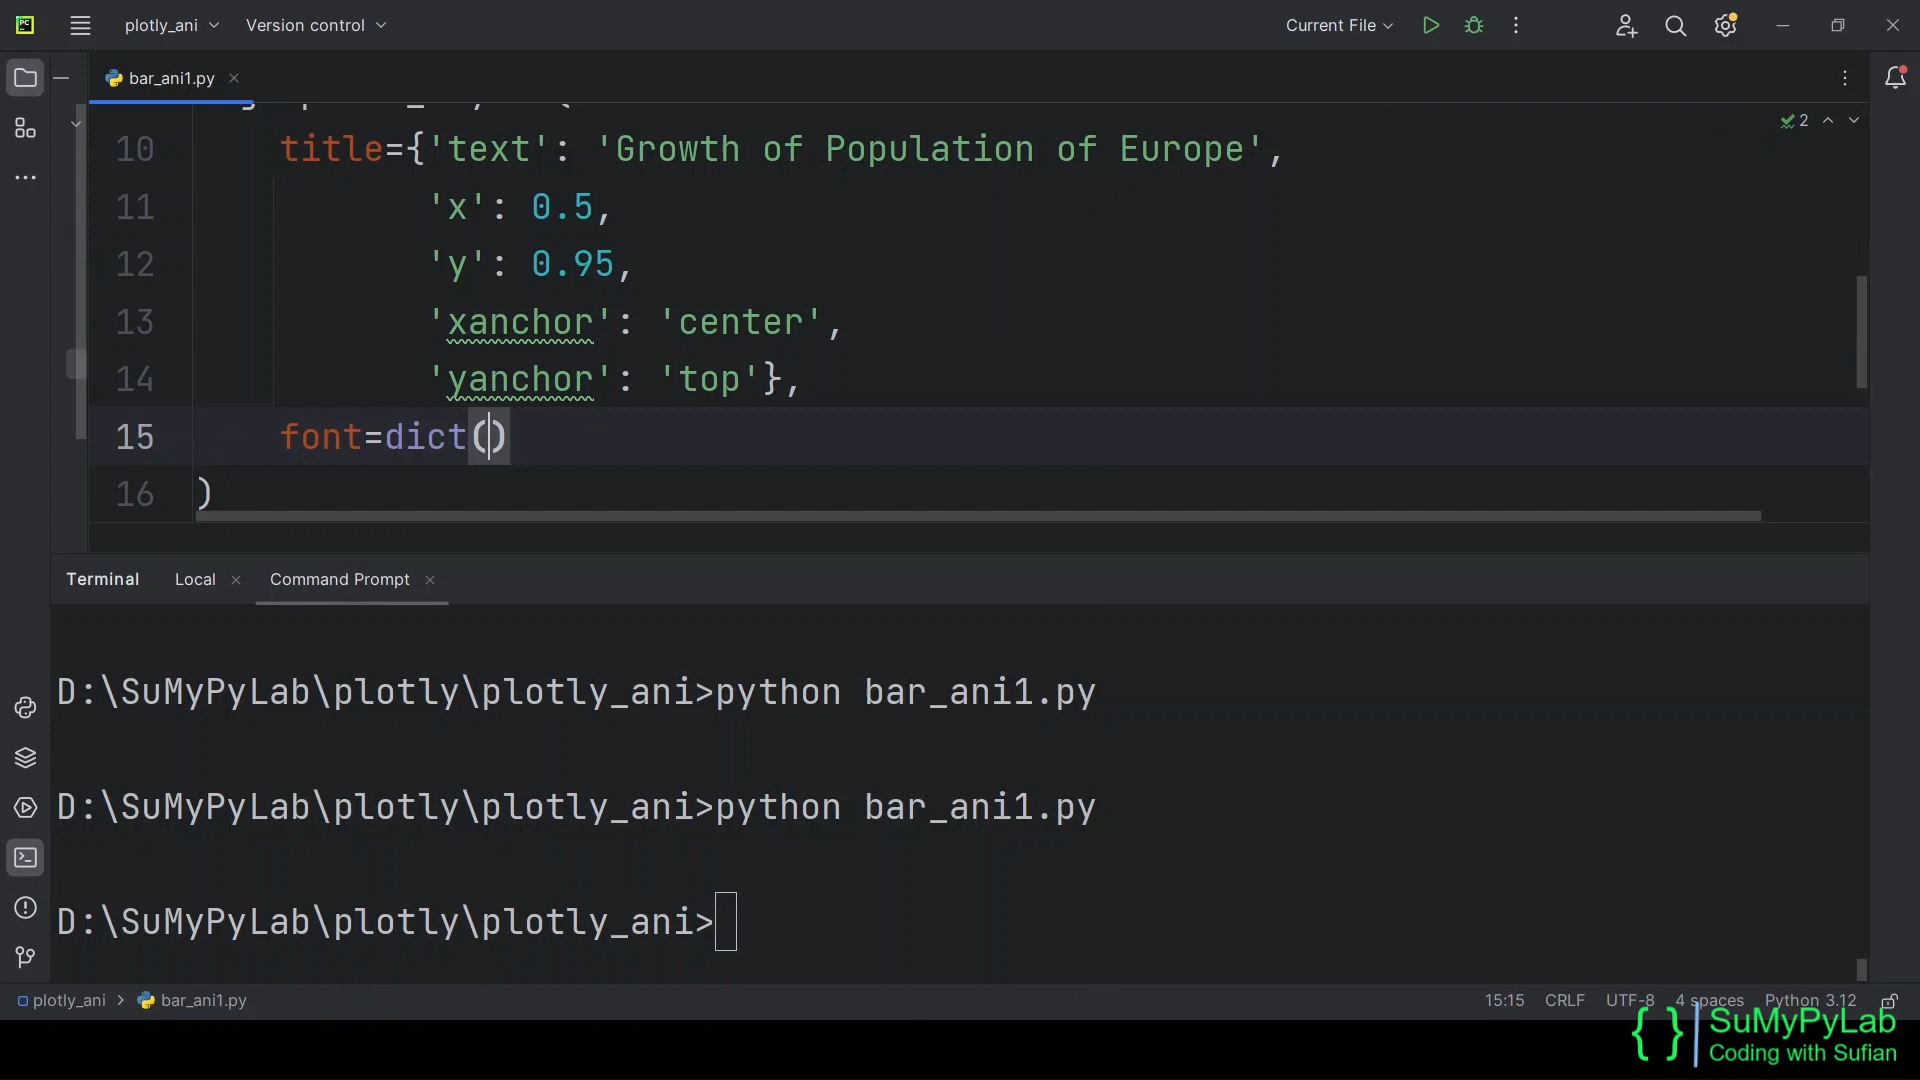 PC
plotly_ani
Version control
Current File
bar_ani1.py
2
10 title={'text': 'Growth of Population of Europe',
11 'x': 0.5,
12 'y': 0.95,
13 'xanchor': 'center',
14 'yanchor': 'top'},
15 font=dict()
16 )
Terminal
Local
Command Prompt
D:\SuMyPyLab\plotly\plotly_ani>python bar_ani1.py
D:\SuMyPyLab\plotly\plotly_ani>python bar_ani1.py
D:\SuMyPyLab\plotly\plotly_ani>
plotly_ani > bar_ani1.py
15:15 CRLF UTF-8 4 spaces Python 3.12
{ } SuMyPyLab
Coding with Sufian